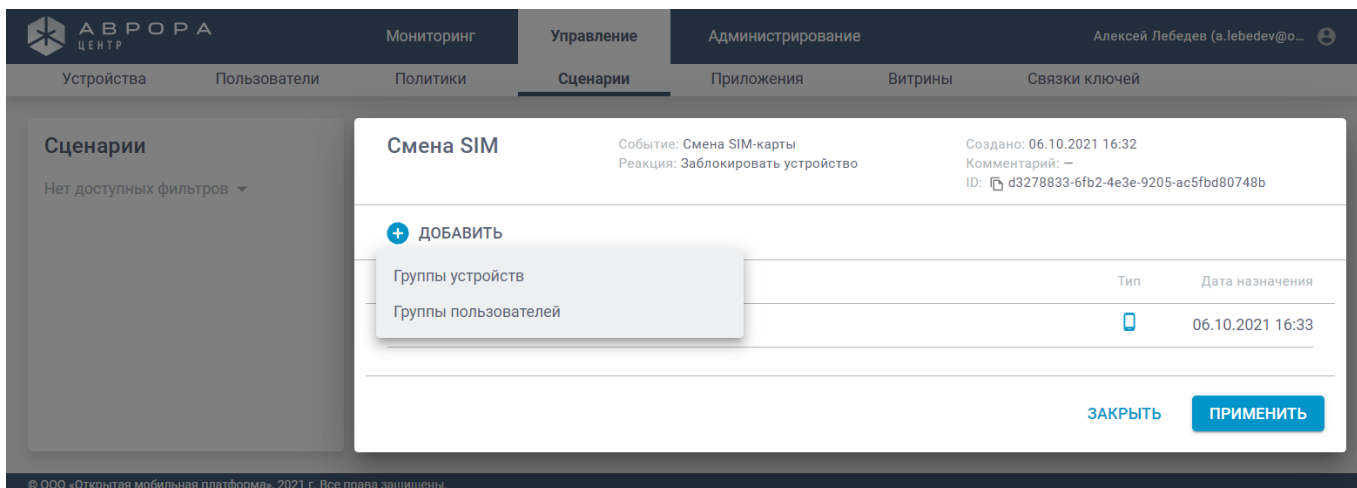 АВРОРА
ЦЕНТР
Мониторинг Управление Администрирование Алексей Лебедев (a.lebedev@o...
Устройства Пользователи Политики Сценарии Приложения Витрины Связки ключей
Сценарии
Нет доступных фильтров
Смена SIM
Событие: Смена SIM-карты
Реакция: Заблокировать устройство
Создано: 06.10.2021 16:32
Комментарий: —
ID: d3278833-6fb2-4e3e-9205-ac5fbd80748b
ДОБАВИТЬ
Группы устройств
Группы пользователей
Тип Дата назначения
06.10.2021 16:33
ЗАКРЫТЬ ПРИМЕНИТЬ
© ООО «Открытая мобильная платформа», 2021 г. Все права защищены.